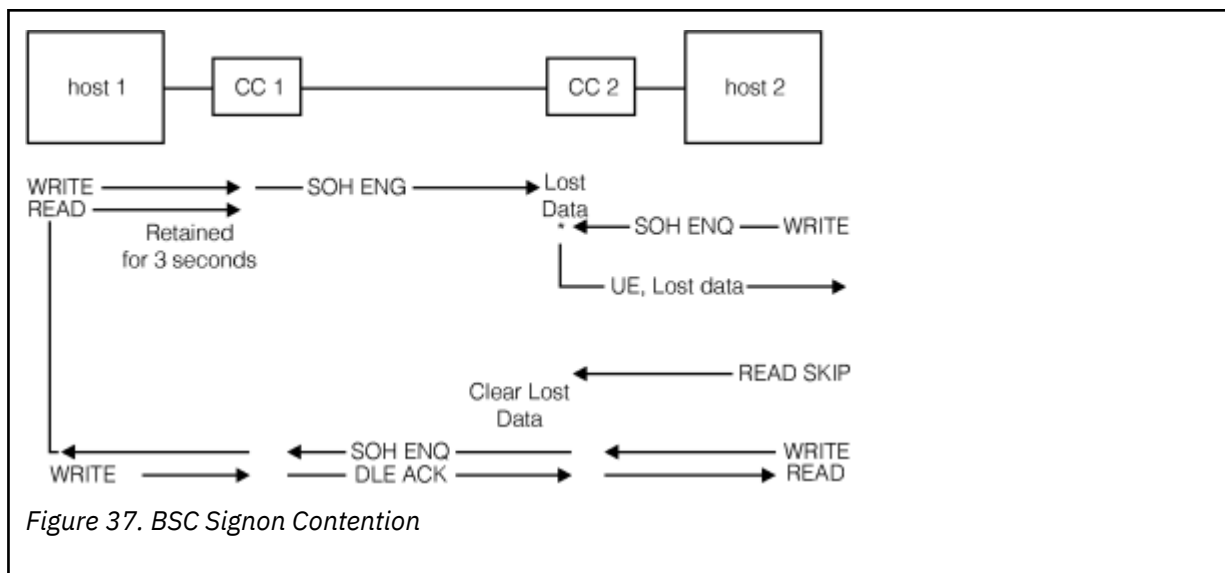 host 1
CC 1
CC 2
host 2
WRITE
SOH ENG
Lost
READ
Data
Retained
for 3 seconds
*
SOH ENQ
WRITE
UE, Lost data
READ SKIP
Clear Lost
Data
SOH ENQ
WRITE
WRITE
DLE ACK
READ
Figure 37. BSC Signon Contention